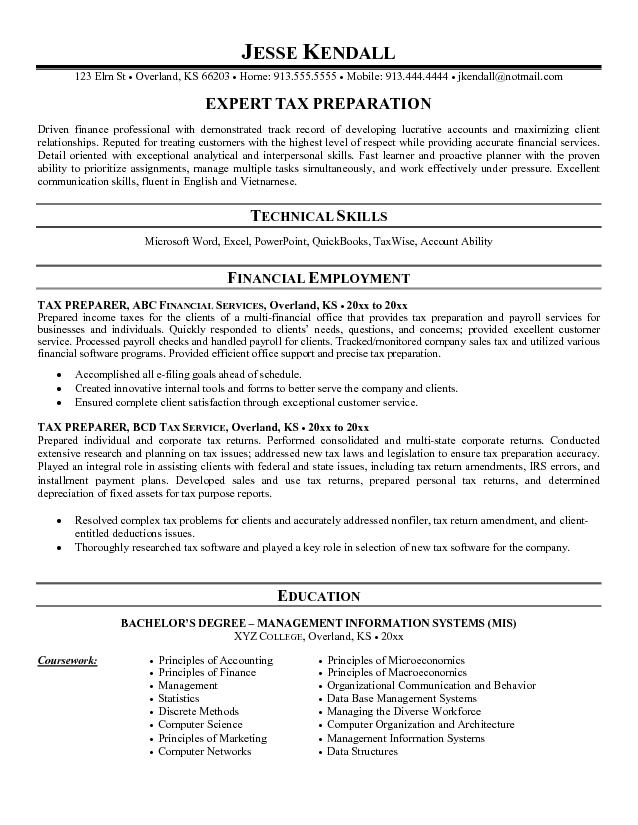 JESSE KENDALL
123 Elm St • Overland, KS 66203 • Home: 913.555.5555 • Mobile: 913.444.4444 • jkendall@notmail.com
EXPERT TAX PREPARATION
Driven finance professional with demonstrated track record of developing lucrative accounts and maximizing client
relationships. Reputed for treating customers with the highest level of respect while providing accurate financial services.
Detail oriented with exceptional analytical and interpersonal skills. Fast learner and proactive planner with the proven
ability to prioritize assignments, manage multiple tasks simultaneously, and work effectively under pressure. Excellent
communication skills, fluent in English and Vietnamese.
TECHNICAL SKILLS
Microsoft Word, Excel, PowerPoint, QuickBooks, TaxWise, Account Ability
FINANCIAL EMPLOYMENT
TAX PREPARER, ABC FINANCIAL SERVICES, Overland, KS • 20xx to 20xx
Prepared income taxes for the clients of a multi-financial office that provides tax preparation and payroll services for
businesses and individuals. Quickly responded to clients' needs, questions, and concerns; provided excellent customer
service. Processed payroll checks and handled payroll for clients. Tracked/monitored company sales tax and utilized various
financial software programs. Provided efficient office support and precise tax preparation.
• Accomplished all e-filing goals ahead of schedule.
• Created innovative internal tools and forms to better serve the company and clients.
• Ensured complete client satisfaction through exceptional customer service.
TAX PREPARER, BCD TAX SERVICE, Overland, KS • 20xx to 20xx
Prepared individual and corporate tax returns. Performed consolidated and multi-state corporate returns. Conducted
extensive research and planning on tax issues; addressed new tax laws and legislation to ensure tax preparation accuracy.
Played an integral role in assisting clients with federal and state issues, including tax return amendments, IRS errors, and
installment payment plans. Developed sales and use tax returns, prepared personal tax returns, and determined
depreciation of fixed assets for tax purpose reports.
• Resolved complex tax problems for clients and accurately addressed nonfiler, tax return amendment, and client-
entitled deductions issues.
• Thoroughly researched tax software and played a key role in selection of new tax software for the company.
EDUCATION
BACHELOR'S DEGREE – MANAGEMENT INFORMATION SYSTEMS (MIS)
XYZ COLLEGE, Overland, KS • 20xx
Coursework: • Principles of Accounting • Principles of Microeconomics
• Principles of Finance • Principles of Macroeconomics
• Management • Organizational Communication and Behavior
• Statistics • Data Base Management Systems
• Discrete Methods • Managing the Diverse Workforce
• Computer Science • Computer Organization and Architecture
• Principles of Marketing • Management Information Systems
• Computer Networks • Data Structures